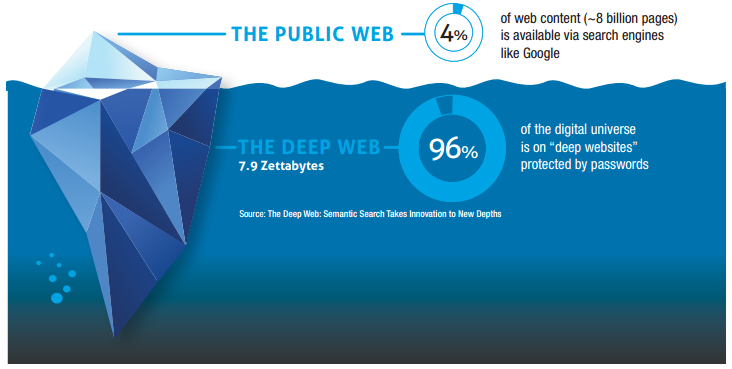 THE PUBLIC WEB
4%
of web content (~8 billion pages)
is available via search engines
like Google
THE DEEP WEB
7.9 Zettabytes
96%
of the digital universe
is on “deep websites”
protected by passwords
Source: The Deep Web: Semantic Search Takes Innovation to New Depths